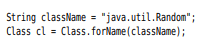 String className = "java.util.Random";
Class cl = Class.forName(className);